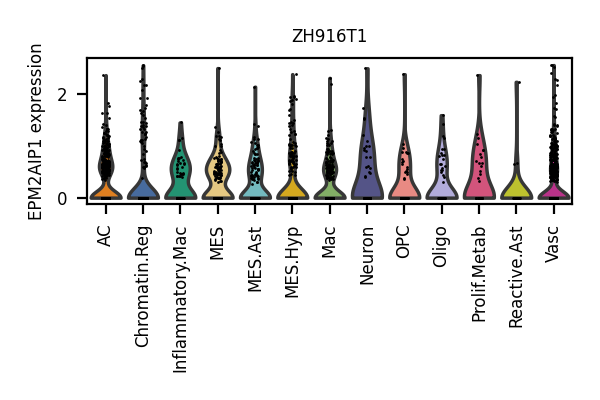 ZH916T1
EPM2AIP1 expression
2
0
AC
Chromatin.Reg
Inflammatory.Mac
MES
MES.Ast
MES.Hyp
Mac
Neuron
OPC
Oligo
Prolif.Metab
Reactive.Ast
Vasc